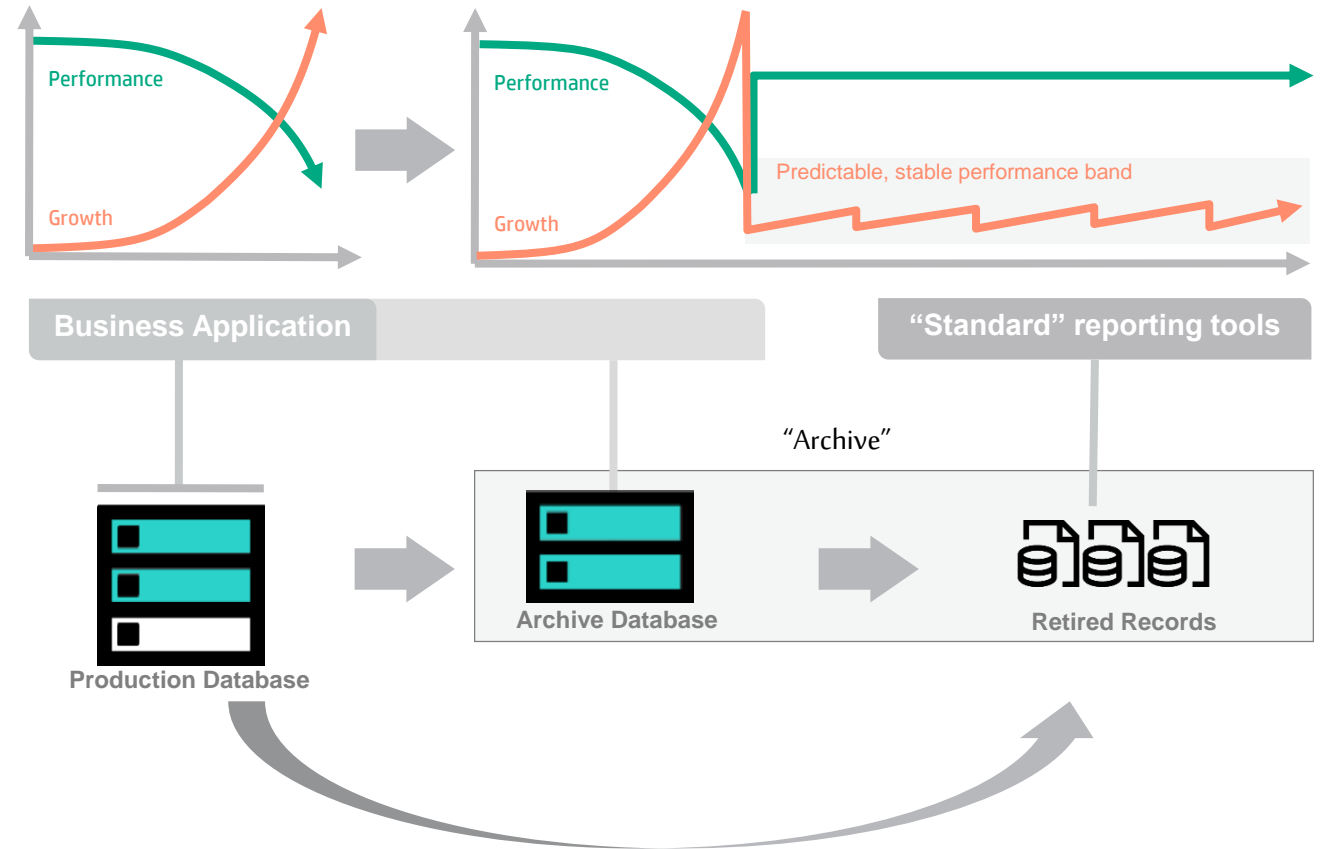 Performance
Growth
Performance
Predictable, stable performance band
Growth
Business Application
“Standard” reporting tools
“Archive”
Archive Database
Retired Records
Production Database